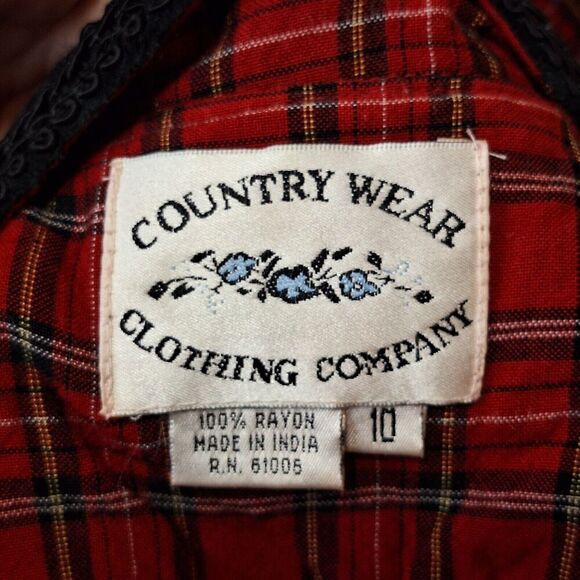 COUNTRY WEAR
CLOTHING COMPANY
100% RAYON
MADE IN INDIA
R.N. 61006
10